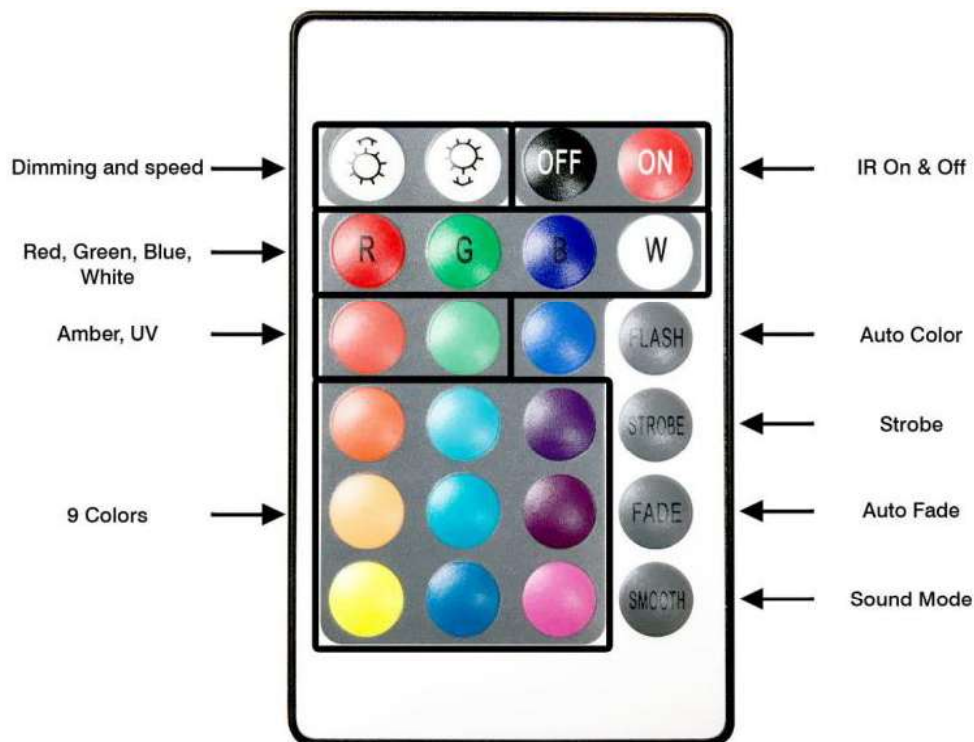 Dimming and speed
OFF
ON
IR On & Off
Red, Green, Blue,
White
R
G
B
W
Amber, UV
FLASH
Auto Color
STROBE
Strobe
9 Colors
FADE
Auto Fade
SMOOTH
Sound Mode